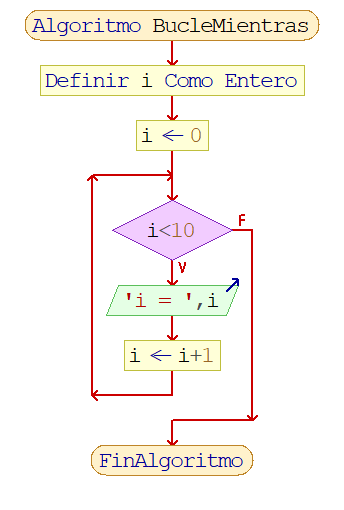 Algoritmo BucleMientras
Definir i Como Entero
i ← 0
i<10
F
V
'i = ',i
i ← i+1
FinAlgoritmo